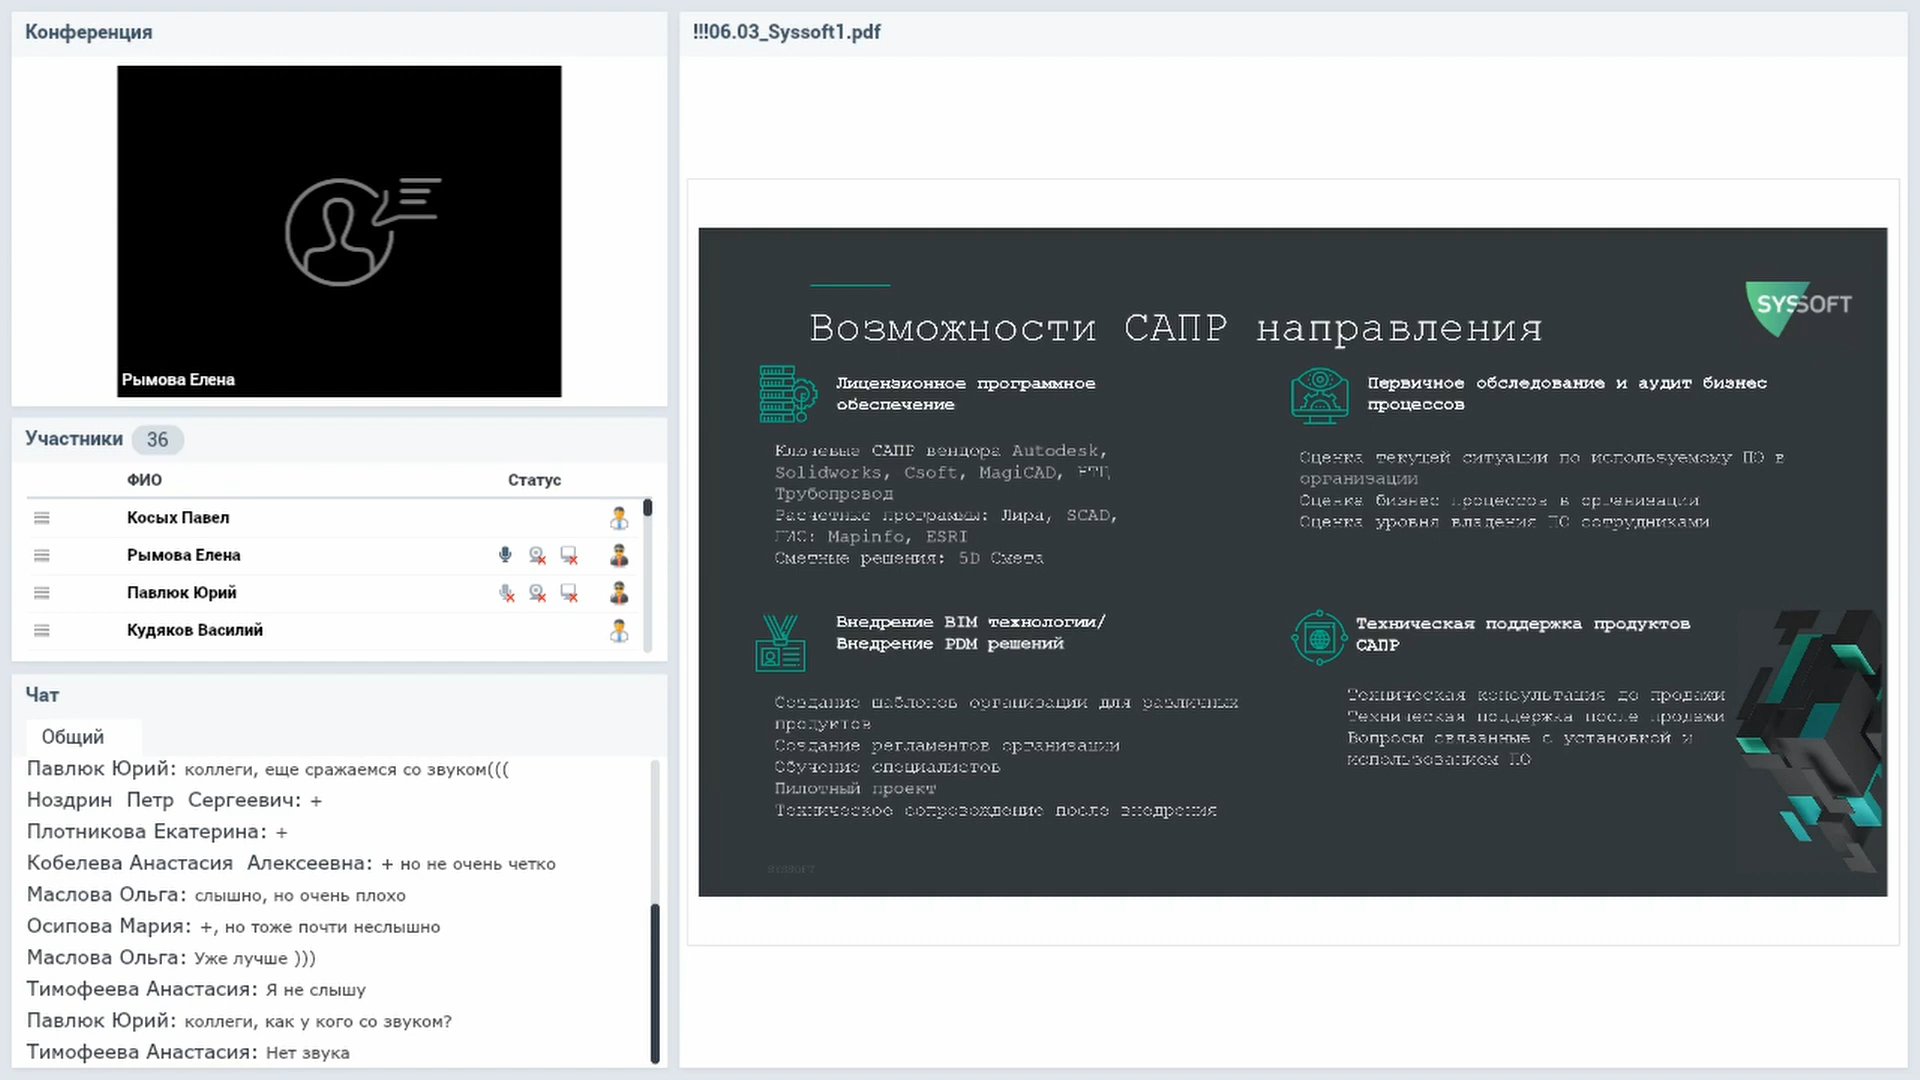 Конференция
Рымова Елена
Участники 36
ФИО Статус
Косых Павел
Рымова Елена
Павлюк Юрий
Кудяков Василий
Чат
Общий
Павлюк Юрий: коллеги, еще сражаемся со звуком(((
Ноздрин Петр Сергеевич: +
Плотникова Екатерина: +
Кобелева Анастасия Алексеевна: + но не очень четко
Маслова Ольга: слышно, но очень плохо
Осипова Мария: +, но тоже почти неслышно
Маслова Ольга: Уже лучше )))
Тимофеева Анастасия: Я не слышу
Павлюк Юрий: коллеги, как у кого со звуком?
Тимофеева Анастасия: Нет звука
!!!06.03_Syssoft1.pdf
SYSSOFT
Возможности САПР направления
Лицензионное программное
обеспечение
Ключевые САПР вендора Autodesk,
Solidworks, Csoft, MagiCAD, НТЦ
Трубопровод
Расчетные программы: Лира, SCAD,
ГИС: Mapinfo, ESRI
Сметные решения: 5D Смета
Первичное обследование и аудит бизнес
процессов
Оценка текущей ситуации по используемому ПО в
организации
Оценка бизнес процессов в организации
Оценка уровня владения ПО сотрудниками
Внедрение BIM технологии/
Внедрение PDM решений
Создание шаблонов организации для различных
продуктов
Создание регламентов организации
Обучение специалистов
Пилотный проект
Техническое сопровождение после внедрения
Техническая поддержка продуктов
САПР
Техническая консультация до продажи
Техническая поддержка после продажи
Вопросы связанные с установкой и
использованием ПО
SYSSOFT